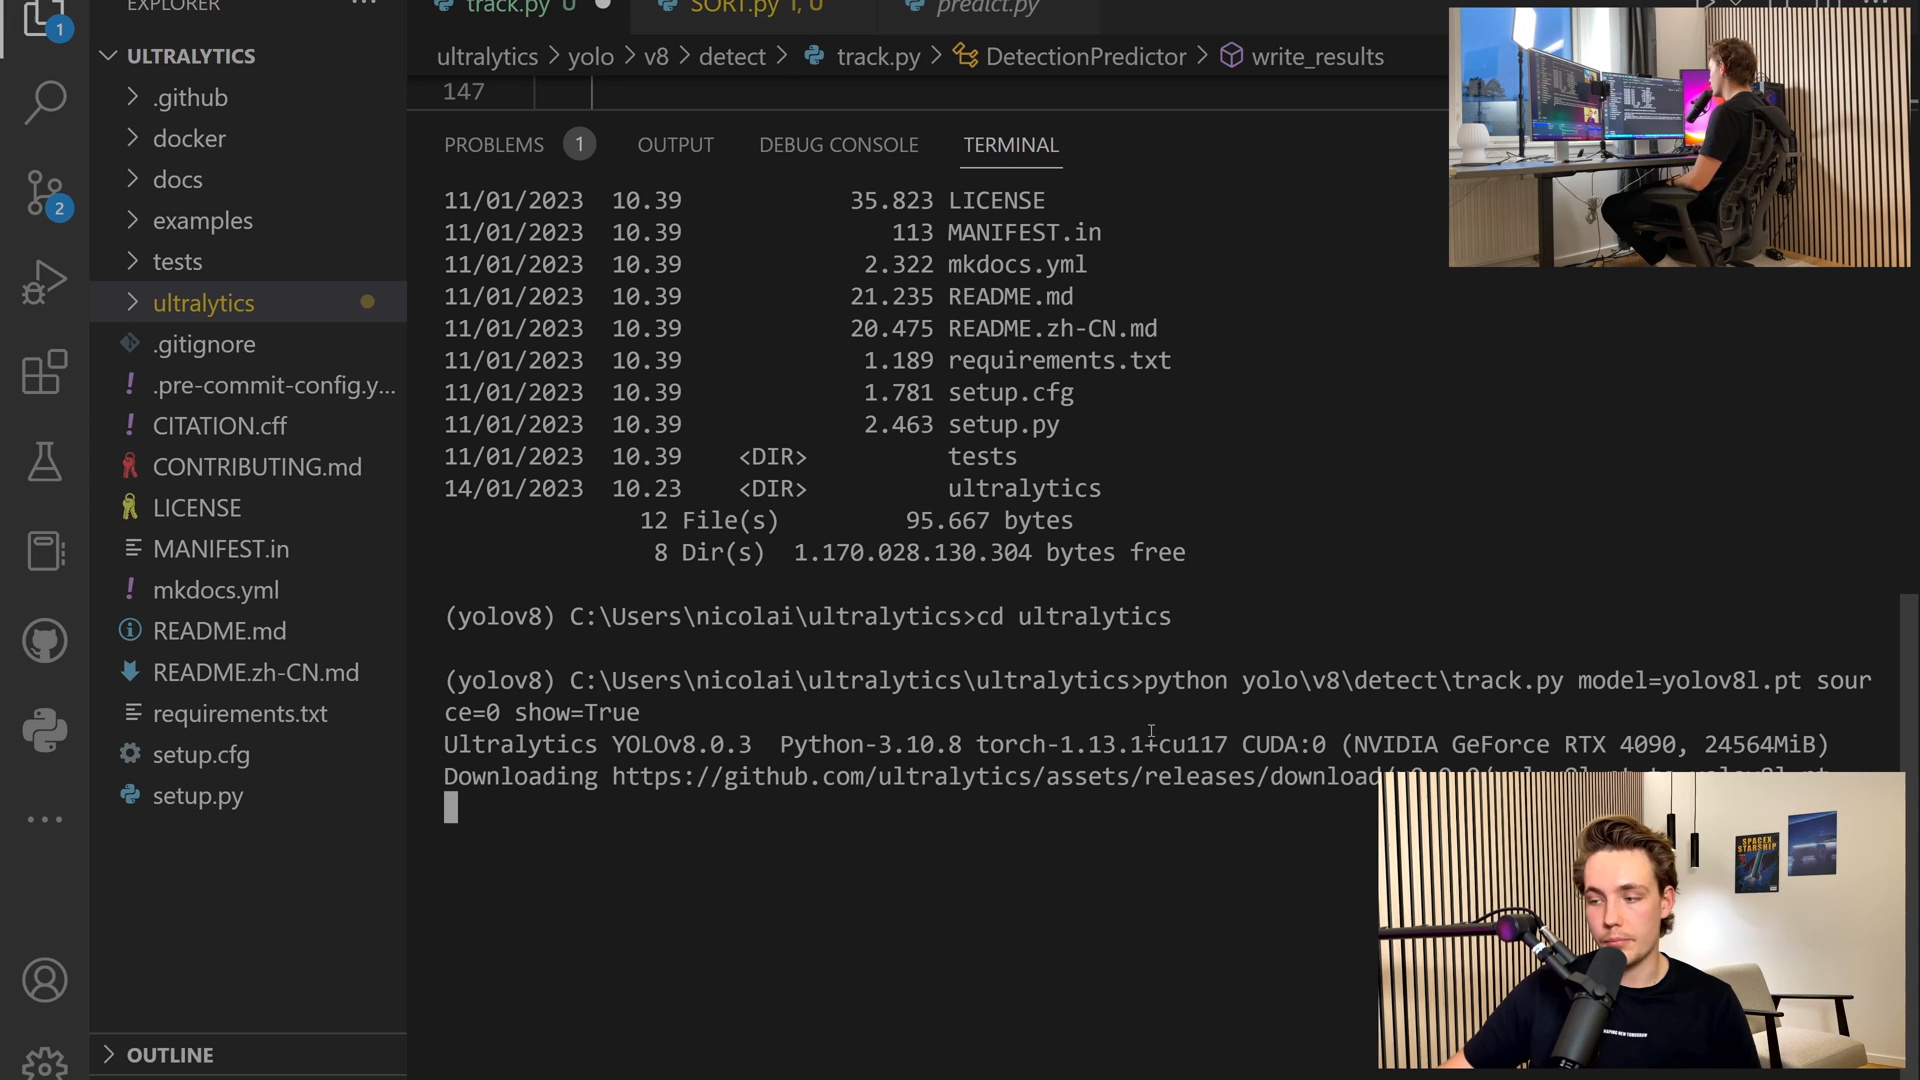 EXPLORER
track.py U
SORT.py 1, U
predict.py
1
ULTRALYTICS
ultralytics > yolo > v8 > detect > track.py > DetectionPredictor > write_results
.github
147
docker
PROBLEMS 1 OUTPUT DEBUG CONSOLE TERMINAL
docs
examples
tests
ultralytics
.gitignore
.pre-commit-config.y...
CITATION.cff
CONTRIBUTING.md
LICENSE
MANIFEST.in
mkdocs.yml
README.md
README.zh-CN.md
requirements.txt
setup.cfg
setup.py
OUTLINE
2
11/01/2023 10.39 35.823 LICENSE
11/01/2023 10.39 113 MANIFEST.in
11/01/2023 10.39 2.322 mkdocs.yml
11/01/2023 10.39 21.235 README.md
11/01/2023 10.39 20.475 README.zh-CN.md
11/01/2023 10.39 1.189 requirements.txt
11/01/2023 10.39 1.781 setup.cfg
11/01/2023 10.39 2.463 setup.py
11/01/2023 10.39 <DIR> tests
14/01/2023 10.23 <DIR> ultralytics
12 File(s) 95.667 bytes
8 Dir(s) 1.170.028.130.304 bytes free
(yolov8) C:\Users\nicolai\ultralytics>cd ultralytics
(yolov8) C:\Users\nicolai\ultralytics\ultralytics>python yolo\v8\detect\track.py model=yolov8l.pt sour
ce=0 show=True
Ultralytics YOLOv8.0.3 Python-3.10.8 torch-1.13.1+cu117 CUDA:0 (NVIDIA GeForce RTX 4090, 24564MiB)
Downloading https://github.com/ultralytics/assets/releases/download/
SPACEX
STARSHIP